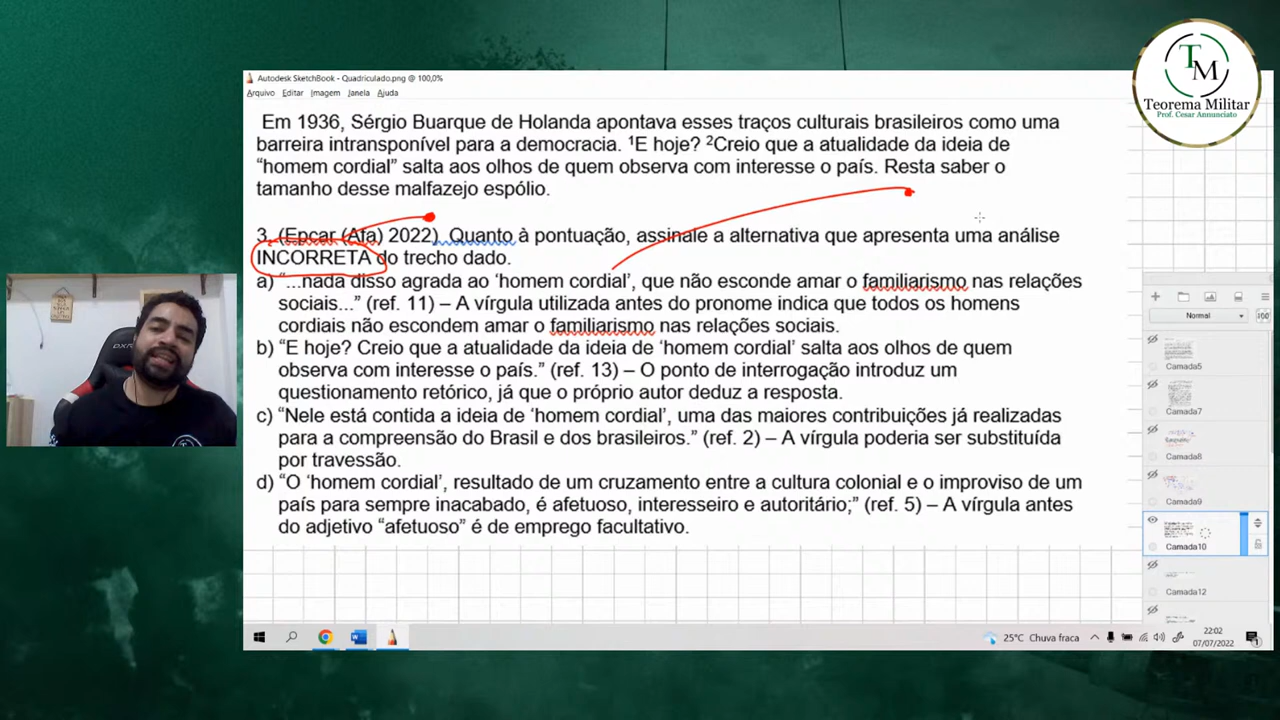 Autodesk SketchBook - Quadriculado.png @ 100,0%
Arquivo Editar Imagem Janela Ajuda
TM
Teorema Militar
Prof. Cesar Annunciato
Em 1936, Sérgio Buarque de Holanda apontava esses traços culturais brasileiros como uma
barreira intransponível para a democracia. ¹E hoje? ²Creio que a atualidade da ideia de
“homem cordial” salta aos olhos de quem observa com interesse o país. Resta saber o
tamanho desse malfazejo espólio.
3. (Epcar (Afa) 2022). Quanto à pontuação, assinale a alternativa que apresenta uma análise
INCORRETA do trecho dado.
a) “...nada disso agrada ao ‘homem cordial’, que não esconde amar o familiarismo nas relações
sociais...” (ref. 11) – A vírgula utilizada antes do pronome indica que todos os homens
cordiais não escondem amar o familiarismo nas relações sociais.
b) “E hoje? Creio que a atualidade da ideia de ‘homem cordial’ salta aos olhos de quem
observa com interesse o país.” (ref. 13) – O ponto de interrogação introduz um
questionamento retórico, já que o próprio autor deduz a resposta.
c) “Nele está contida a ideia de ‘homem cordial’, uma das maiores contribuições já realizadas
para a compreensão do Brasil e dos brasileiros.” (ref. 2) – A vírgula poderia ser substituída
por travessão.
d) “O ‘homem cordial’, resultado de um cruzamento entre a cultura colonial e o improviso de um
país para sempre inacabado, é afetuoso, interesseiro e autoritário;” (ref. 5) – A vírgula antes
do adjetivo “afetuoso” é de emprego facultativo.
Normal
100
Camada5
Camada7
Camada8
Camada9
Camada10
Camada12
25°C Chuva fraca
22:02
07/07/2022